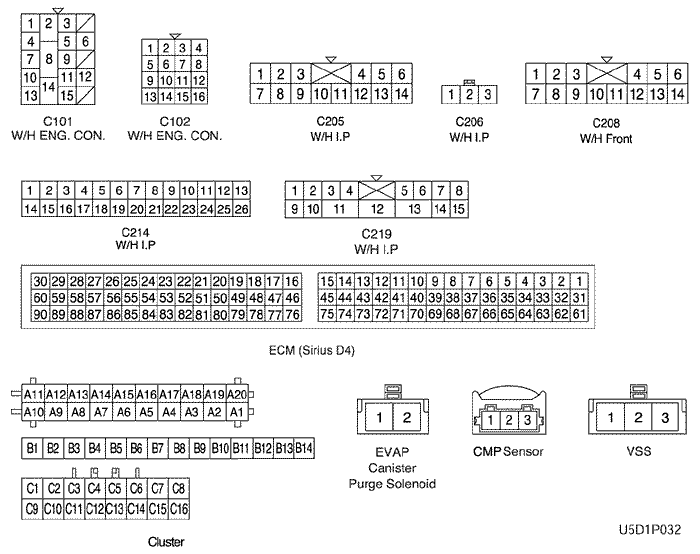 1 2 3
4 5 6
7 8 9
10 11 12
13 14 15
C101
W/H ENG. CON.
1 2 3 4
5 6 7 8
9 10 11 12
13 14 15 16
C102
W/H ENG. CON.
1 2 3 4 5 6
7 8 9 10 11 12 13 14
C205
W/H I.P
1 2 3
C206
W/H I.P
1 2 3 4 5 6
7 8 9 10 11 12 13 14
C208
W/H Front
1 2 3 4 5 6 7 8 9 10 11 12 13
14 15 16 17 18 19 20 21 22 23 24 25 26
C214
W/H I.P
1 2 3 4 5 6 7 8
9 10 11 12 13 14 15
C219
W/H I.P
30 29 28 27 26 25 24 23 22 21 20 19 18 17 16 15 14 13 12 11 10 9 8 7 6 5 4 3 2 1
60 59 58 57 56 55 54 53 52 51 50 49 48 47 46 45 44 43 42 41 40 39 38 37 36 35 34 33 32 31
90 89 88 87 86 85 84 83 82 81 80 79 78 77 76 75 74 73 72 71 70 69 68 67 66 65 64 63 62 61
ECM (Sirius D4)
A11 A12 A13 A14 A15 A16 A17 A18 A19 A20
A10 A9 A8 A7 A6 A5 A4 A3 A2 A1
B1 B2 B3 B4 B5 B6 B7 B8 B9 B10 B11 B12 B13 B14
C1 C2 C3 C4 C5 C6 C7 C8
C9 C10 C11 C12 C13 C14 C15 C16
Cluster
1 2
EVAP
Canister
Purge Solenoid
1 2 3
CMP Sensor
1 2 3
VSS
U5D1P032